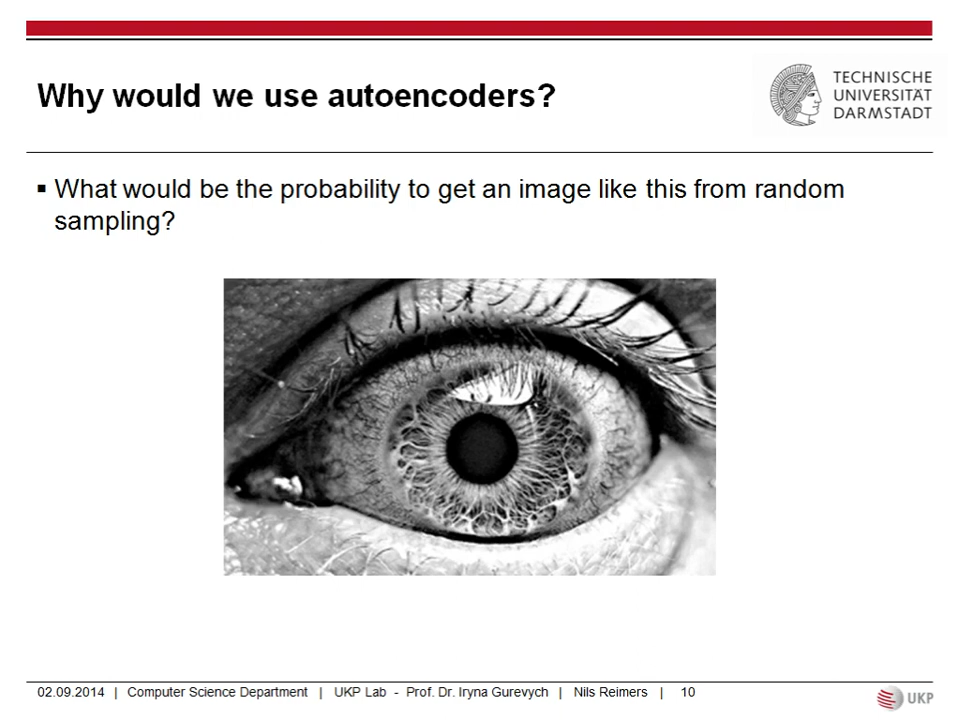 Why would we use autoencoders?
TECHNISCHE
UNIVERSITÄT
DARMSTADT
▪ What would be the probability to get an image like this from random
sampling?
02.09.2014 | Computer Science Department | UKP Lab - Prof. Dr. Iryna Gurevych | Nils Reimers | 10
UKP